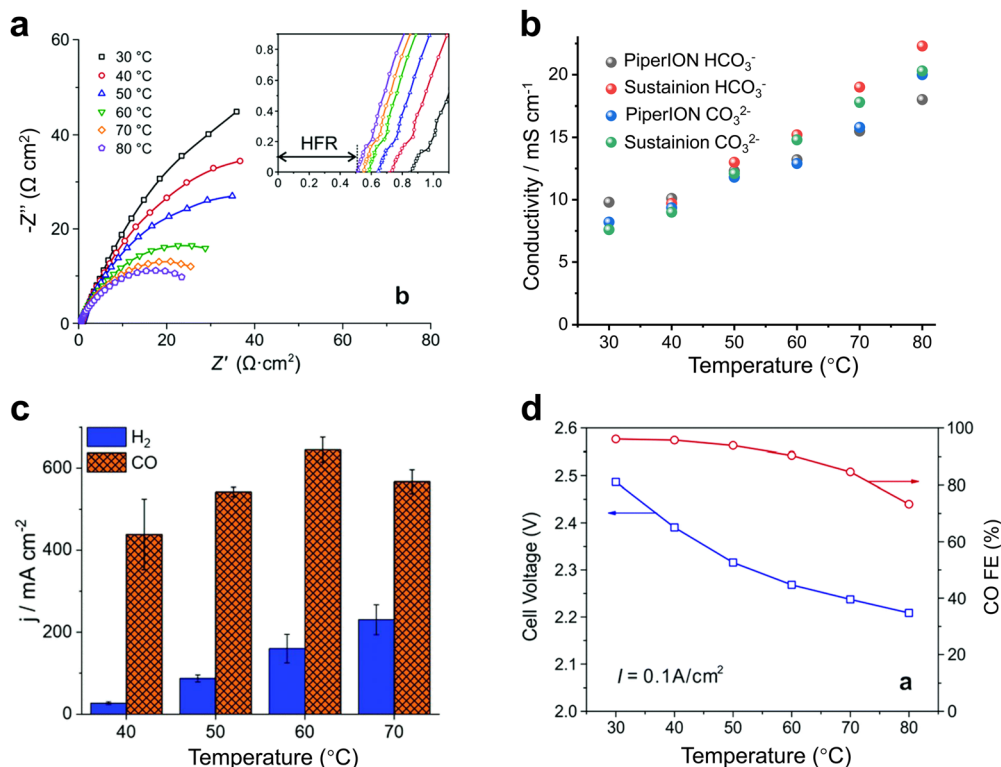 a
30 °C
40 °C
50 °C
60 °C
70 °C
80 °C
-Z'' (Ω cm²)
60
40
20
0
0 20 40 60 80
Z' (Ω·cm²)
b
0.8
0.6
0.4
0.2
0
0 0.2 0.4 0.6 0.8 1.0
HFR
b
PiperION HCO₃⁻
Sustainion HCO₃⁻
PiperION CO₃²⁻
Sustainion CO₃²⁻
Conductivity / mS cm⁻¹
20
15
10
5
0
30 40 50 60 70 80
Temperature (°C)
c
H₂
CO
j / mA cm⁻²
600
400
200
0
40 50 60 70
Temperature (°C)
d
Cell Voltage (V)
2.6
2.5
2.4
2.3
2.2
2.1
2.0
CO FE (%)
100
80
60
40
20
0
I = 0.1A/cm²
a
30 40 50 60 70 80
Temperature (°C)